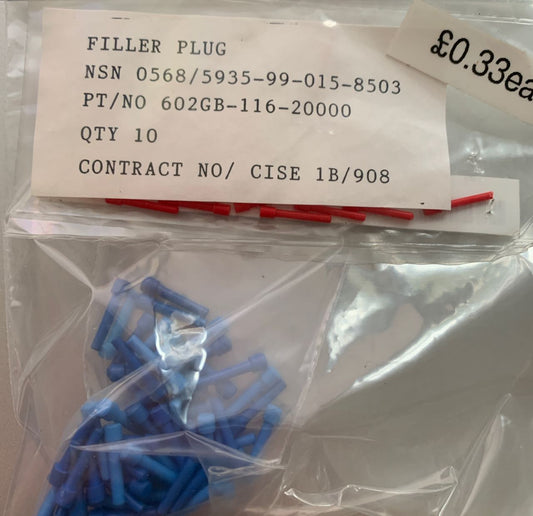 FILLER PLUG
NSN 0568/5935-99-015-8503
PT/NO 602GB-116-20000
QTY 10
CONTRACT NO/ CISE 1B/908
£0.33ea